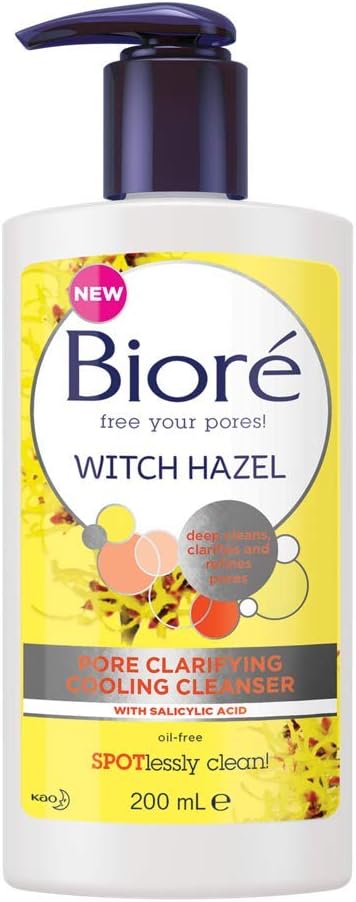 NEW
Bioré
free your pores!
WITCH HAZEL
deep cleans,
clarifies and
refines
pores
PORE CLARIFYING
COOLING CLEANSER
WITH SALICYLIC ACID
oil-free
SPOTlessly clean!
Kao
200 mL e